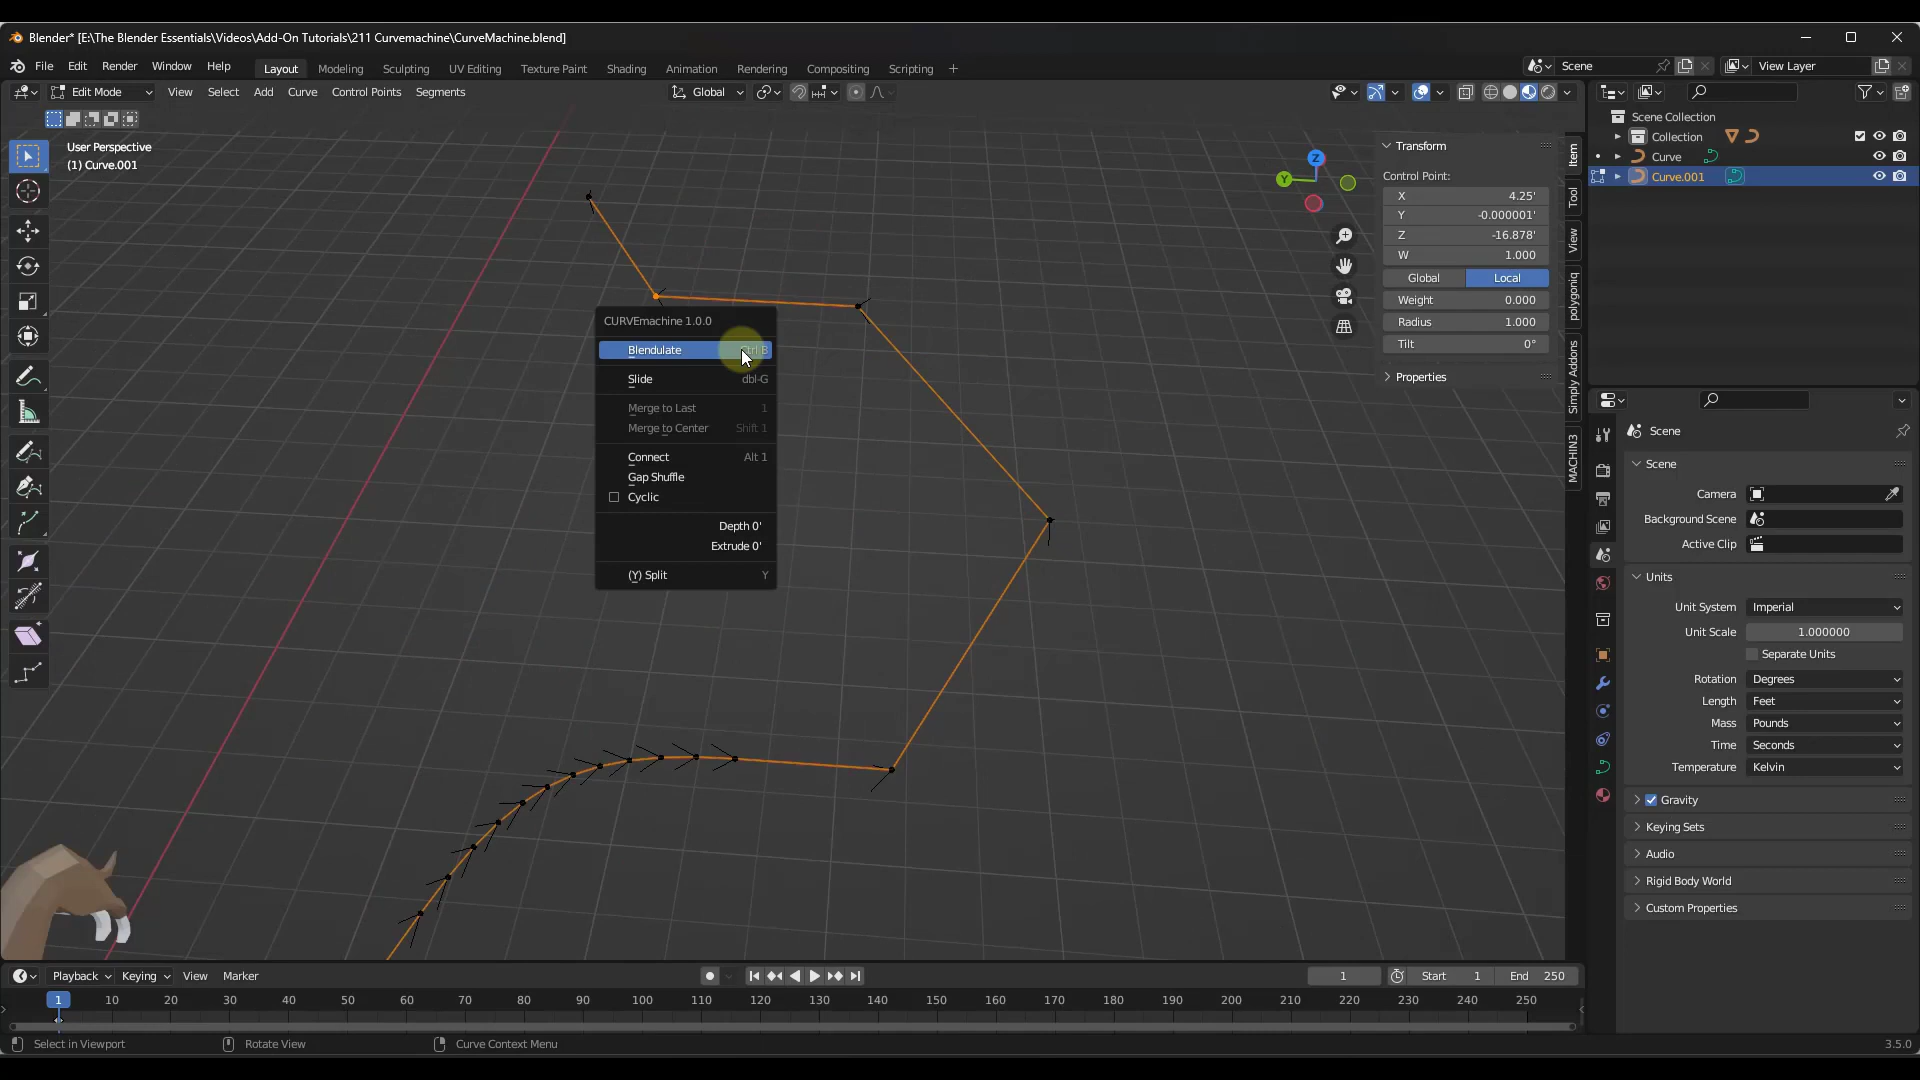 Blender* [E:\The Blender Essentials\Videos\Add-On Tutorials\211 Curvemachine\CurveMachine.blend]
File Edit Render Window Help Layout Modeling Sculpting UV Editing Texture Paint Shading Animation Rendering Compositing Scripting + Scene View Layer
Edit Mode View Select Add Curve Control Points Segments Global
User Perspective
(1) Curve.001
CURVEmachine 1.0.0
Blendulate Ctrl B
Slide dbl-G
Merge to Last 1
Merge to Center Shift 1
Connect Alt 1
Gap Shuffle
Cyclic
Depth 0'
Extrude 0'
(Y) Split Y
Z
Y
Transform
Control Point:
X 4.25'
Y -0.000001'
Z -16.878'
W 1.000
Global Local
Weight 0.000
Radius 1.000
Tilt 0°
Properties
Item
Tool
View
polygoniq
Simply Addons
MACHIN3
Scene Collection
Collection
Curve
Curve.001
Scene
Scene
Camera
Background Scene
Active Clip
Units
Unit System Imperial
Unit Scale 1.000000
Separate Units
Rotation Degrees
Length Feet
Mass Pounds
Time Seconds
Temperature Kelvin
Gravity
Keying Sets
Audio
Rigid Body World
Custom Properties
Playback Keying View Marker 1 Start 1 End 250
1 10 20 30 40 50 60 70 80 90 100 110 120 130 140 150 160 170 180 190 200 210 220 230 240 250
Select in Viewport Rotate View Curve Context Menu 3.5.0